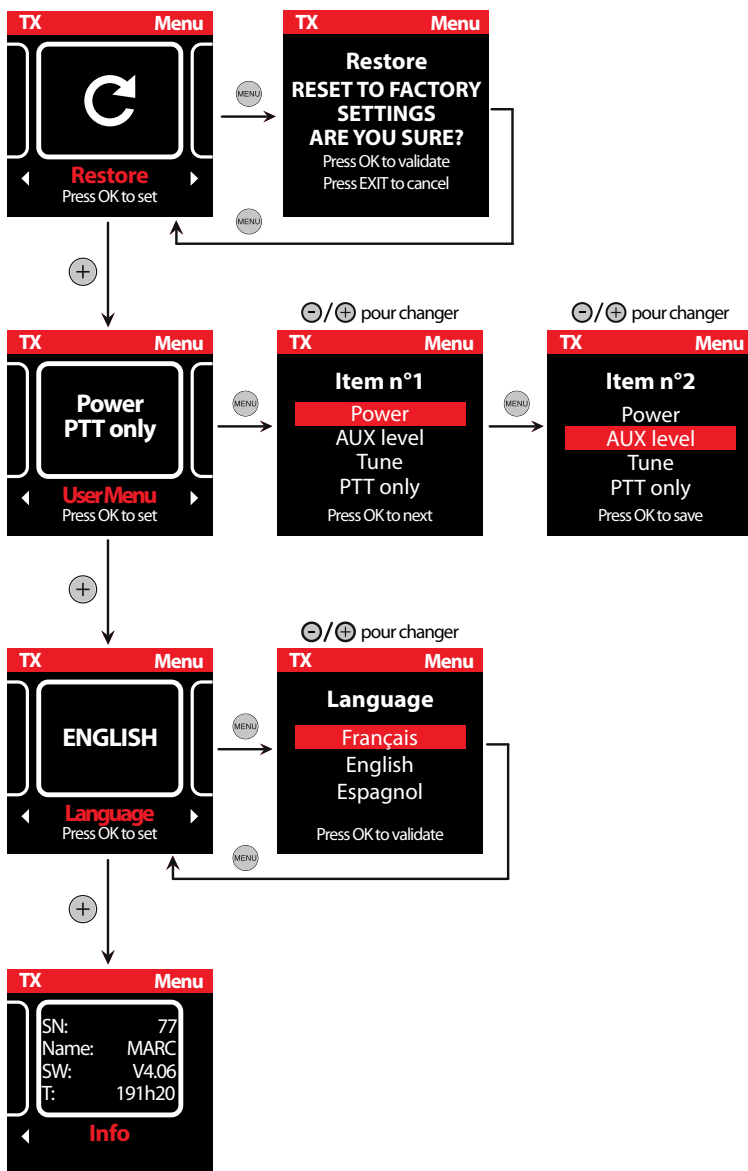 TX Menu
Restore
Press OK to set
MENU
TX Menu
Restore
RESET TO FACTORY
SETTINGS
ARE YOU SURE?
Press OK to validate
Press EXIT to cancel
MENU
+
TX Menu
Power
PTT only
User Menu
Press OK to set
MENU
-/+ pour changer
TX Menu
Item n°1
Power
AUX level
Tune
PTT only
Press OK to next
MENU
-/+ pour changer
TX Menu
Item n°2
Power
AUX level
Tune
PTT only
Press OK to save
+
TX Menu
ENGLISH
Language
Press OK to set
MENU
-/+ pour changer
TX Menu
Language
Français
English
Espagnol
Press OK to validate
MENU
+
TX Menu
SN: 77
Name: MARC
SW: V4.06
T: 191h20
Info